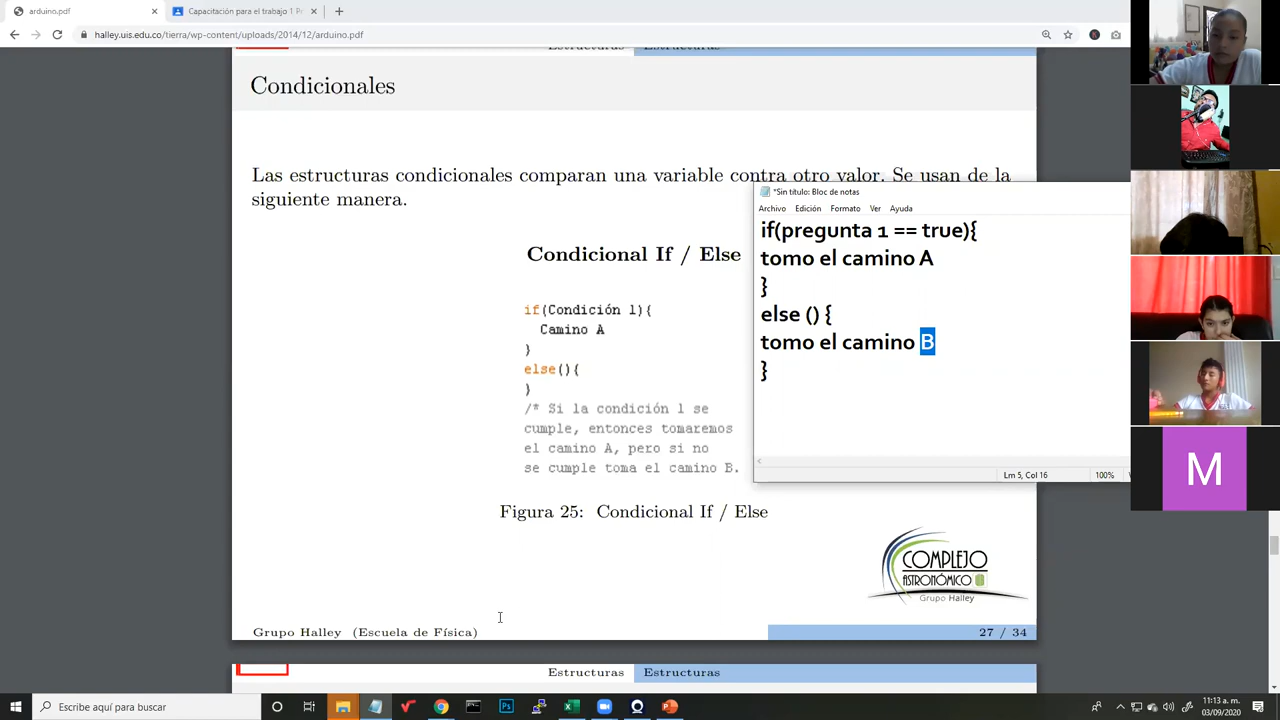 arduino.pdf
Capacitación para el trabajo 1 Pe
halley.uis.edu.co/tierra/wp-content/uploads/2014/12/arduino.pdf
Estructuras Estructuras
Condicionales
Las estructuras condicionales comparan una variable contra otro valor. Se usan de la
siguiente manera.
Condicional If / Else
if(Condición 1){
Camino A
}
else(){
}
/* Si la condición 1 se
cumple, entonces tomaremos
el camino A, pero si no
se cumple toma el camino B.
Figura 25: Condicional If / Else
COMPLEJO
ASTRONÓMICO
Grupo Halley
Grupo Halley (Escuela de Física)
27 / 34
Estructuras Estructuras
*Sin título: Bloc de notas
Archivo Edición Formato Ver Ayuda
if(pregunta 1 == true){
tomo el camino A
}
else () {
tomo el camino B
}
Lm 5, Col 16
100%
M
Escribe aquí para buscar
Ps
11:13 a. m.
03/09/2020